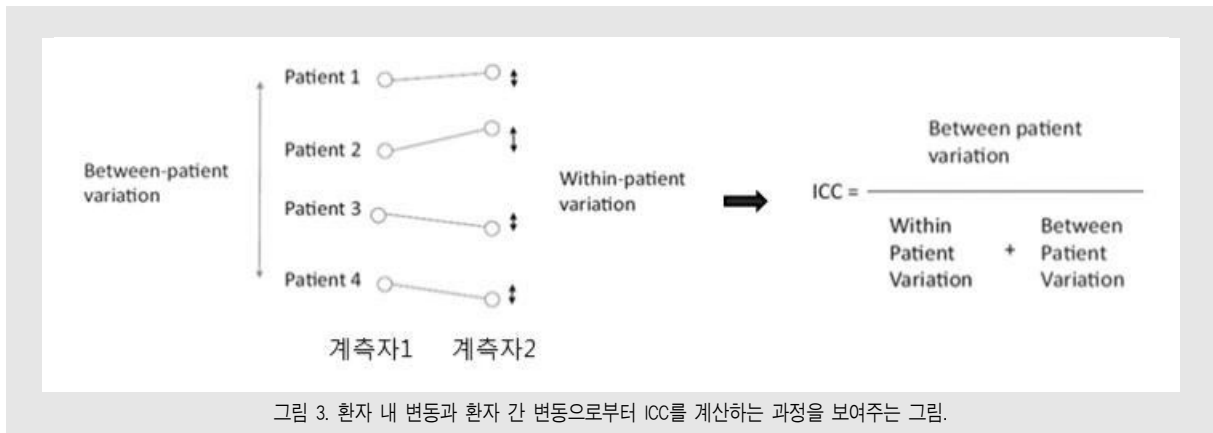 Between-patient
variation
Patient 1
Patient 2
Patient 3
Patient 4
계측자1 계측자2
Within-patient
variation
ICC =
Between patient
variation
Within
Patient
Variation
+
Between
Patient
Variation
그림 3. 환자 내 변동과 환자 간 변동으로부터 ICC를 계산하는 과정을 보여주는 그림.